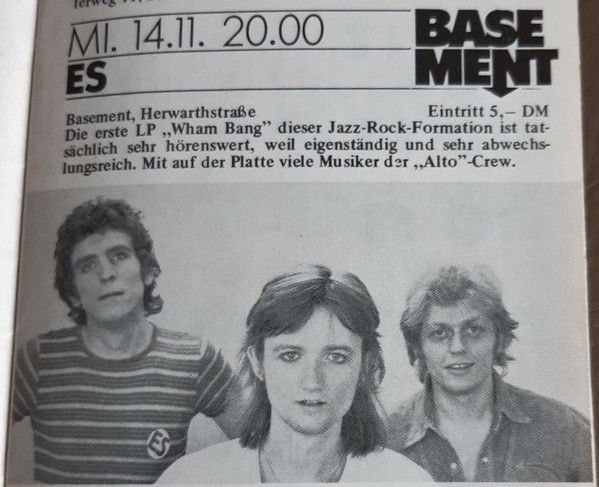 MI. 14.11. 20.00
BASE
MENT
ES
Basement, Herwarthstraße Eintritt 5,– DM
Die erste LP „Wham Bang” dieser Jazz-Rock-Formation ist tat-
sächlich sehr hörenswert, weil eigenständig und sehr abwechs-
lungsreich. Mit auf der Platte viele Musiker der „Alto”-Crew.
ES